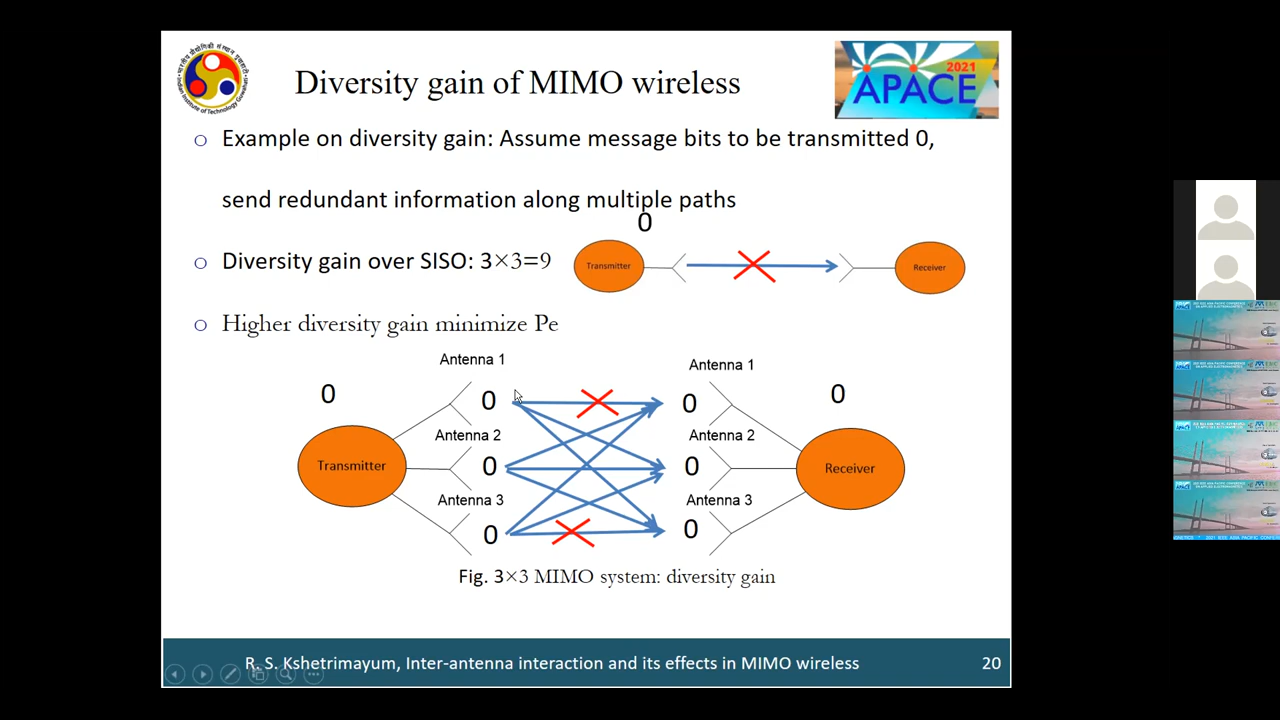 Diversity gain of MIMO wireless
2021
APACE
Example on diversity gain: Assume message bits to be transmitted 0,
send redundant information along multiple paths
0
Diversity gain over SISO: 3×3=9
Transmitter
Receiver
Higher diversity gain minimize Pe
Antenna 1
Antenna 1
0
0
0
0
Antenna 2
Antenna 2
Transmitter
0
0
Receiver
Antenna 3
Antenna 3
0
0
Fig. 3×3 MIMO system: diversity gain
R. S. Kshetrimayum, Inter-antenna interaction and its effects in MIMO wireless
20